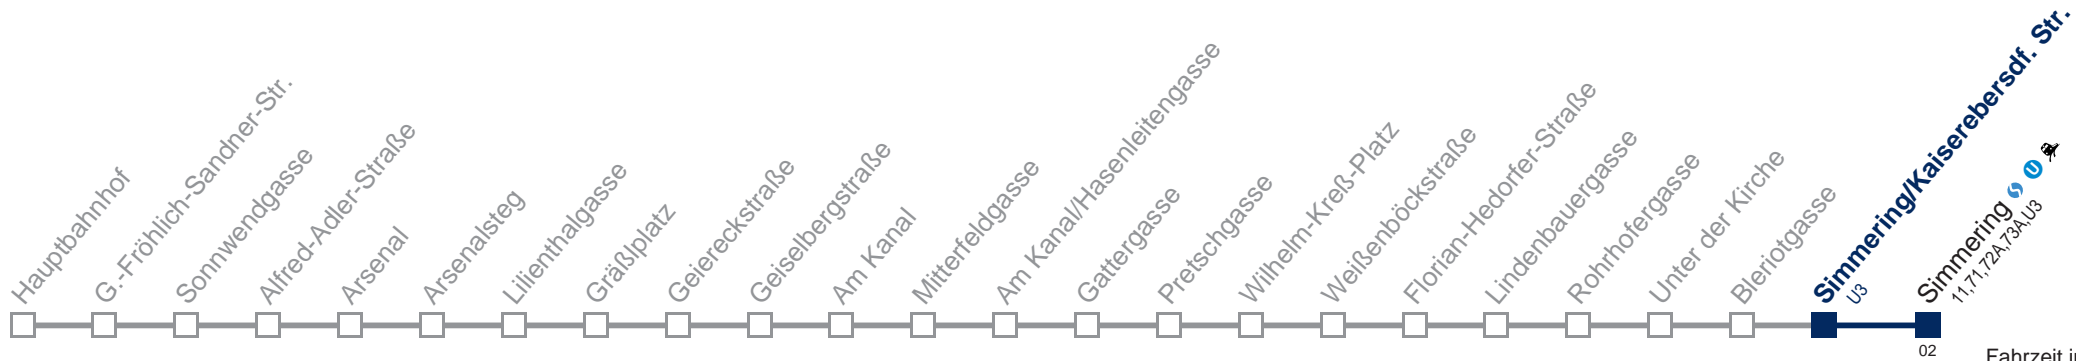 Hauptbahnhof
G.-Fröhlich-Sandner-Str.
Sonnwendgasse
Alfred-Adler-Straße
Arsenal
Arsenalsteg
Lilienthalgasse
Gräßlplatz
Geiereckstraße
Geiselbergstraße
Am Kanal
Mitterfeldgasse
Am Kanal/Hasenleitengasse
Gattergasse
Pretschgasse
Wilhelm-Kreß-Platz
Weißenböckstraße
Florian-Hedorfer-Straße
Lindenbauergasse
Rohrhofergasse
Unter der Kirche
Bleriotgasse
Simmering/Kaiserebersdf. Str.
U3
Simmering S U
11,71,72A,73A,U3
02
Fahrzeit